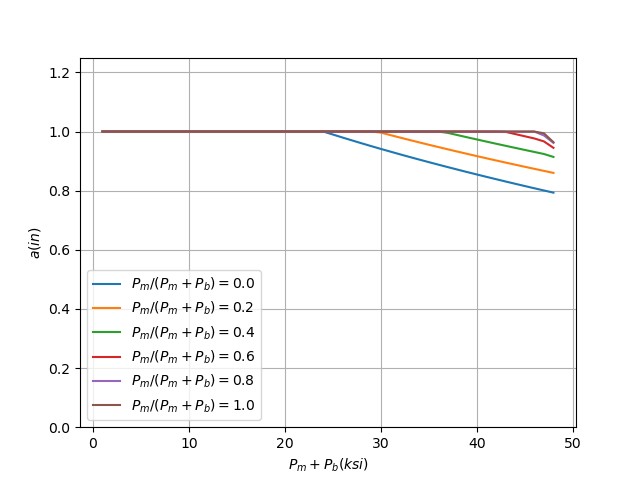 1.2
1.0
0.8
0.6
0.4
0.2
0.0
a(in)
P_m/(P_m + P_b) = 0.0
P_m/(P_m + P_b) = 0.2
P_m/(P_m + P_b) = 0.4
P_m/(P_m + P_b) = 0.6
P_m/(P_m + P_b) = 0.8
P_m/(P_m + P_b) = 1.0
0 10 20 30 40 50
P_m + P_b(ksi)